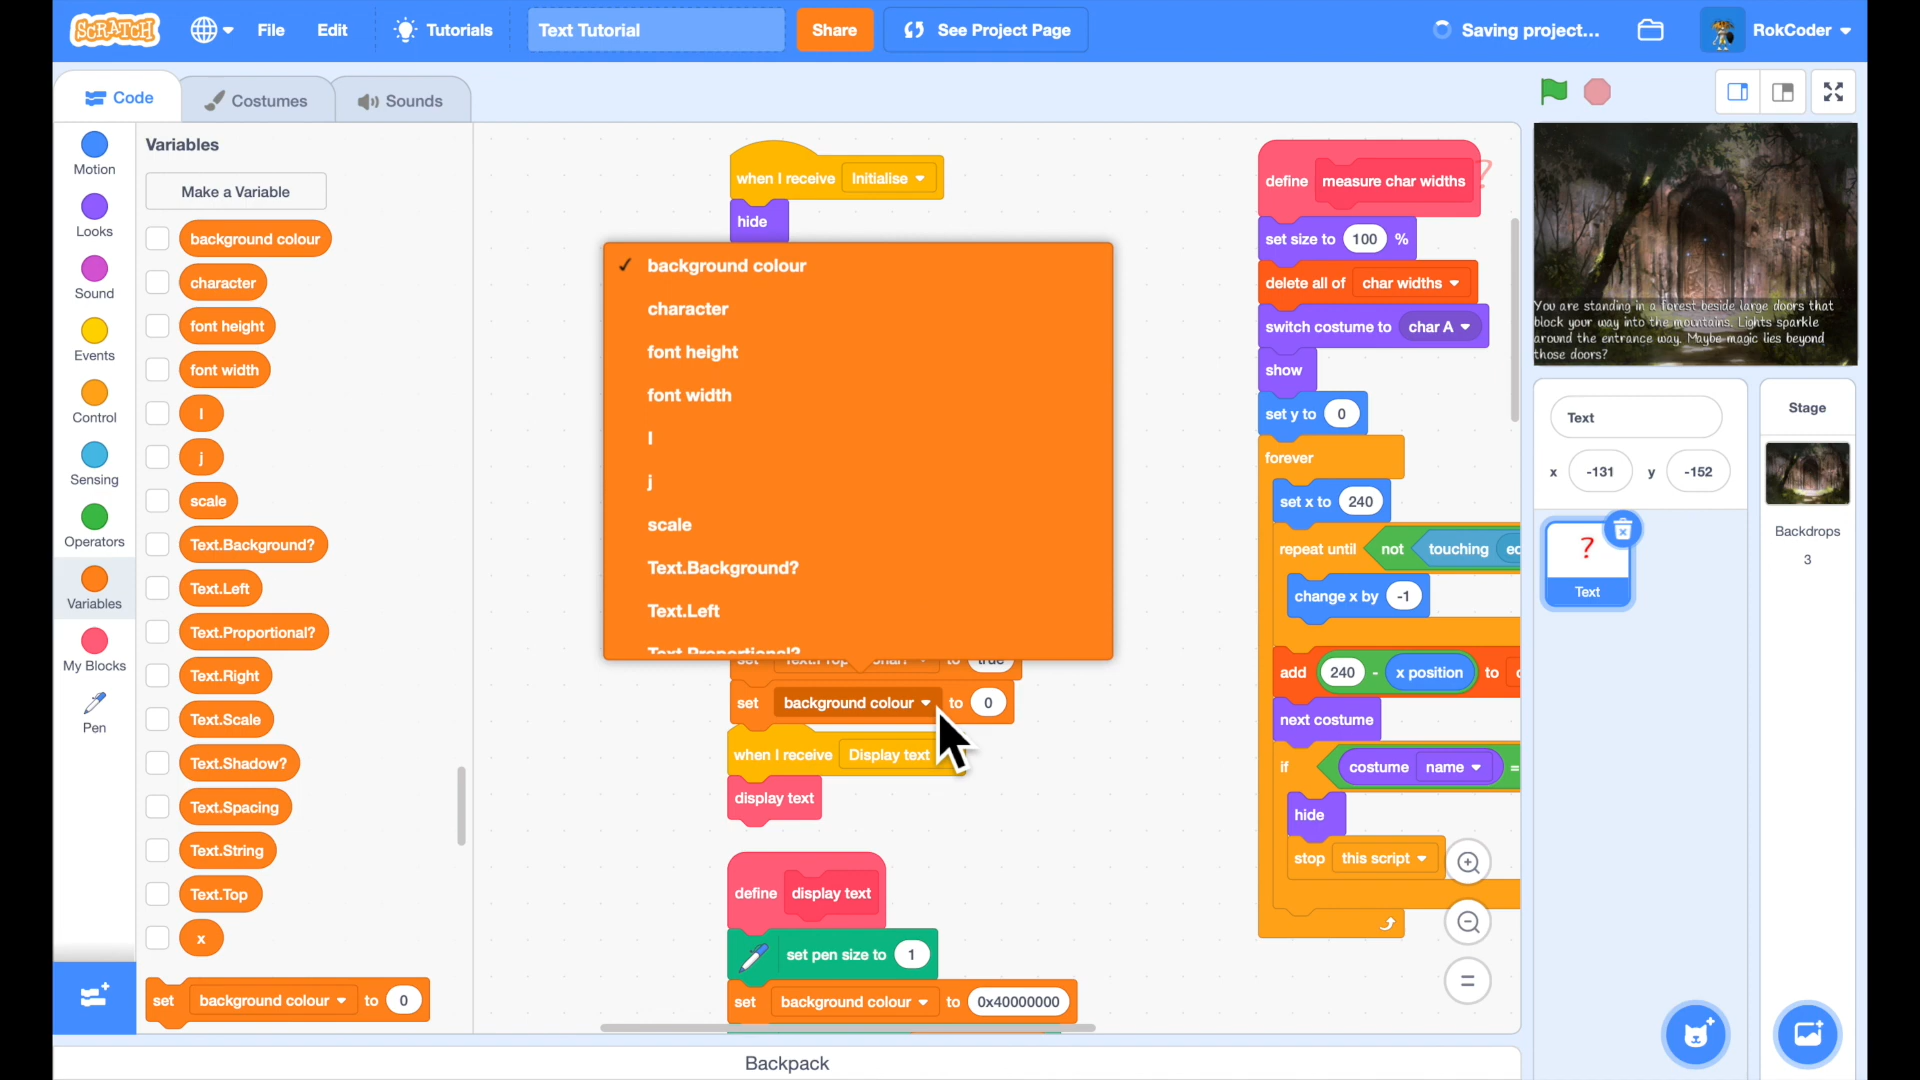 SCRATCH
File
Edit
Tutorials
Text Tutorial
Share
See Project Page
Saving project...
RokCoder
Code
Costumes
Sounds
Motion
Looks
Sound
Events
Control
Sensing
Operators
Variables
My Blocks
Pen
Variables
Make a Variable
background colour
character
font height
font width
I
j
scale
Text.Background?
Text.Left
Text.Proportional?
Text.Right
Text.Scale
Text.Shadow?
Text.Spacing
Text.String
Text.Top
x
set background colour to 0
when I receive Initialise
hide
✓ background colour
character
font height
font width
I
j
scale
Text.Background?
Text.Left
Text.Proportional?
set Text.Proportional? to true
set background colour to 0
when I receive Display text
display text
define display text
set pen size to 1
set background colour to 0x40000000
define measure char widths
?
set size to 100 %
delete all of char widths
switch costume to char A
show
set y to 0
forever
set x to 240
repeat until not touching
change x by -1
add 240 - x position to
next costume
if costume name =
hide
stop this script
=
You are standing in a forest beside large doors that
block your way into the mountains. Lights sparkle
around the entrance way. Maybe magic lies beyond
those doors?
Text
x -131 y -152
?
Text
Stage
Backdrops
3
Backpack